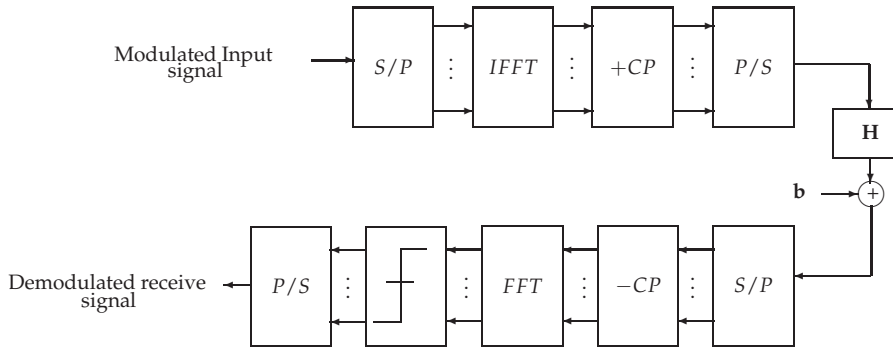 Modulated Input
signal
S/P
IFFT
+CP
P/S
H
b
+
Demodulated receive
signal
P/S
FFT
−CP
S/P